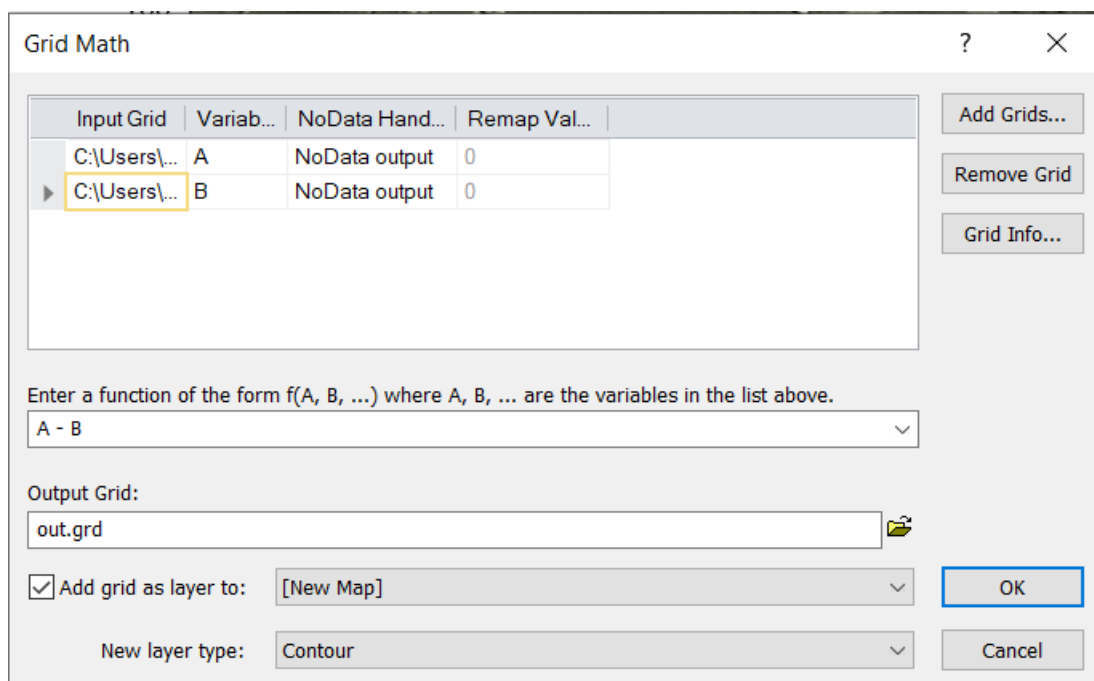 Grid Math
?
Input Grid Variab... NoData Hand... Remap Val...
Add Grids...
C:\Users\... A NoData output 0
Remove Grid
C:\Users\... B NoData output 0
Grid Info...
Enter a function of the form f(A, B, ...) where A, B, ... are the variables in the list above.
A - B
Output Grid:
out.grd
Add grid as layer to: [New Map]
OK
New layer type: Contour
Cancel